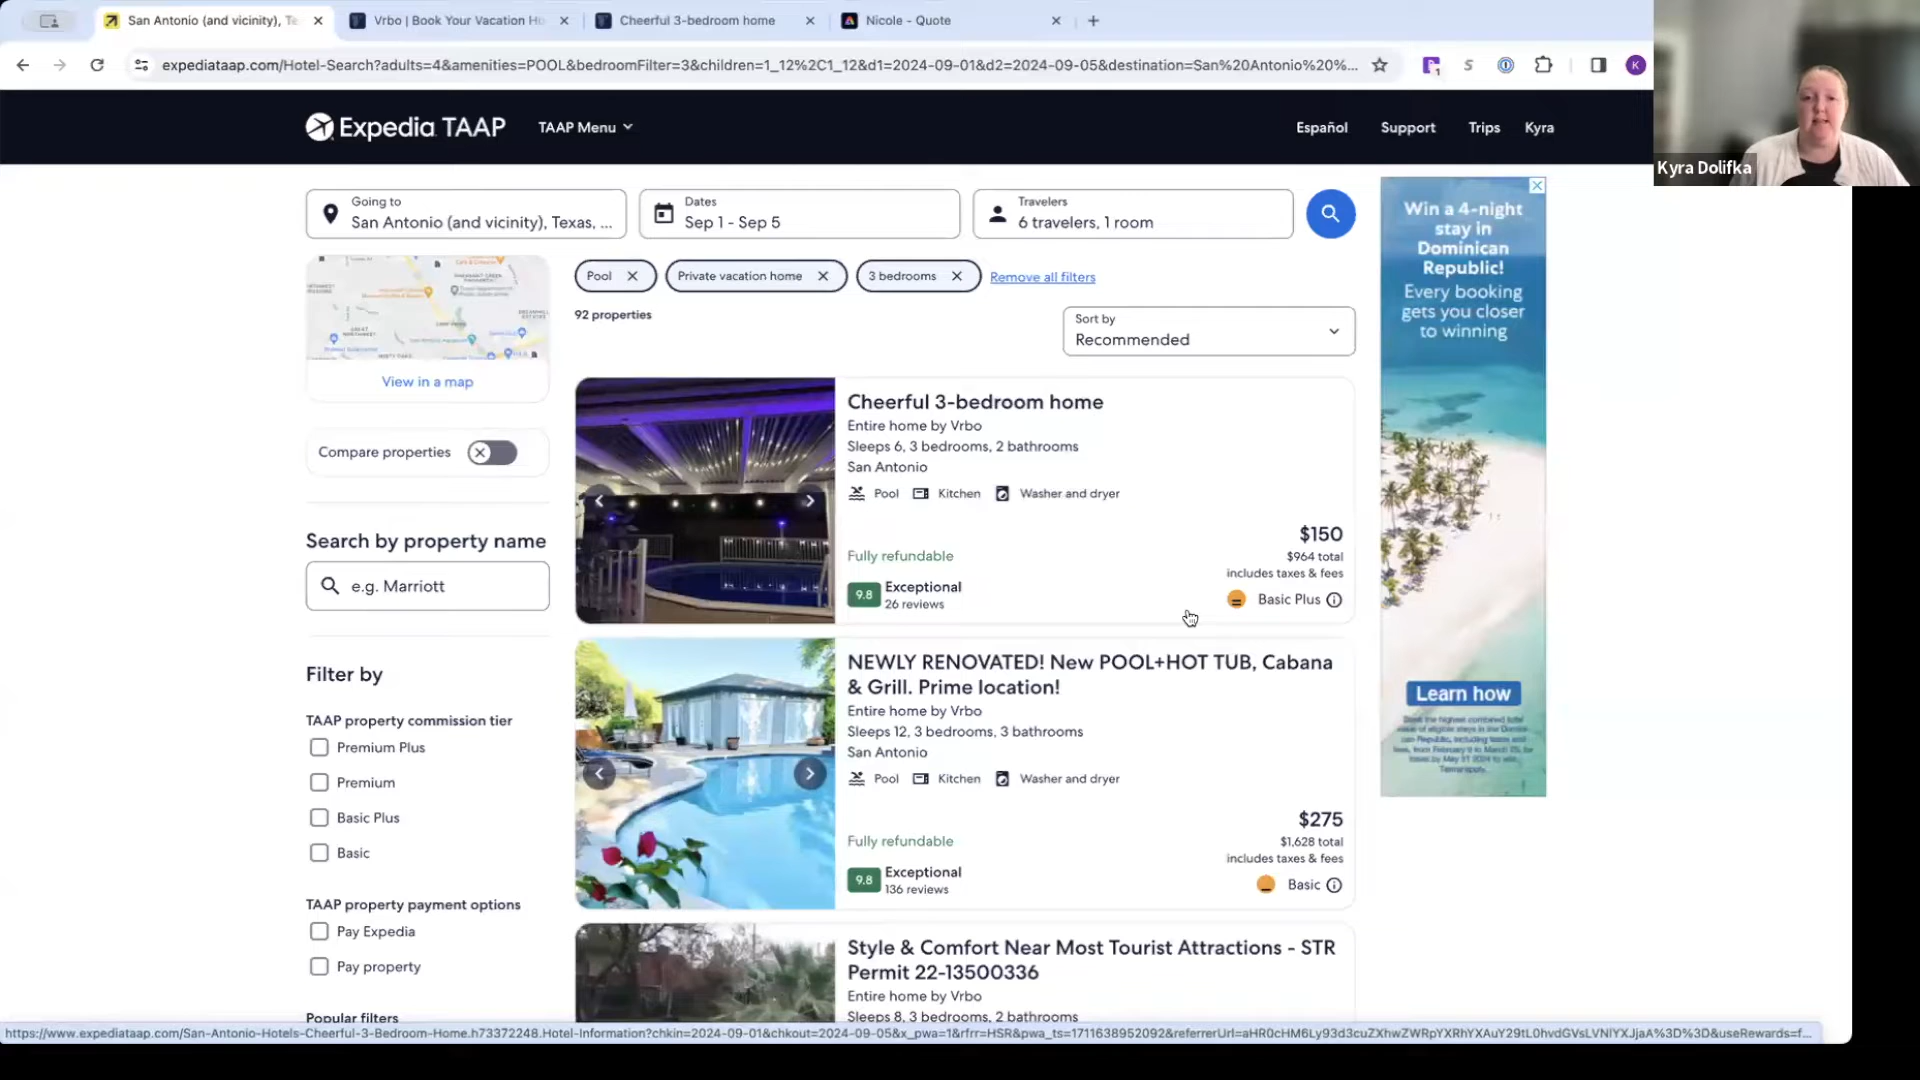 San Antonio (and vicinity), Te
Vrbo | Book Your Vacation Ho
Cheerful 3-bedroom home
Nicole - Quote
expediataap.com/Hotel-Search?adults=4&amenities=POOL&bedroomFilter=3&children=1_12%2C1_12&d1=2024-09-01&d2=2024-09-05&destination=San%20Antonio%20%...
Kyra Dolifka
Expedia TAAP
TAAP Menu
Español
Support
Trips
Kyra
Going to
San Antonio (and vicinity), Texas, ...
Dates
Sep 1 - Sep 5
Travelers
6 travelers, 1 room
View in a map
Compare properties
Search by property name
e.g. Marriott
Filter by
TAAP property commission tier
Premium Plus
Premium
Basic Plus
Basic
TAAP property payment options
Pay Expedia
Pay property
Popular filters
Pool
Private vacation home
3 bedrooms
Remove all filters
92 properties
Sort by
Recommended
Cheerful 3-bedroom home
Entire home by Vrbo
Sleeps 6, 3 bedrooms, 2 bathrooms
San Antonio
Pool Kitchen Washer and dryer
$150
Fully refundable
$964 total
includes taxes & fees
9.8 Exceptional
26 reviews
Basic Plus
NEWLY RENOVATED! New POOL+HOT TUB, Cabana
& Grill. Prime location!
Entire home by Vrbo
Sleeps 12, 3 bedrooms, 3 bathrooms
San Antonio
Pool Kitchen Washer and dryer
$275
Fully refundable
$1,628 total
includes taxes & fees
9.8 Exceptional
136 reviews
Basic
Style & Comfort Near Most Tourist Attractions - STR
Permit 22-13500336
Entire home by Vrbo
Sleeps 8, 3 bedrooms, 2 bathrooms
Win a 4-night
stay in
Dominican
Republic!
Every booking
gets you closer
to winning
Learn how